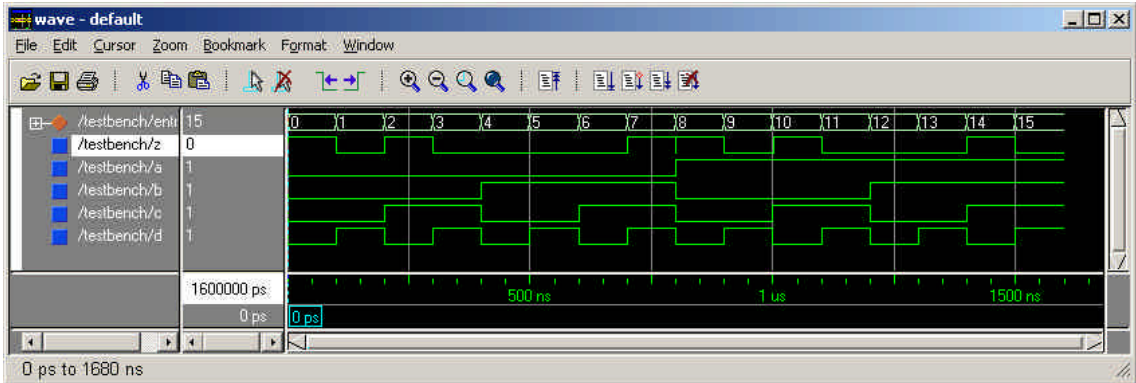 wave - default
File Edit Cursor Zoom Bookmark Format Window
/testbench/entr 15 0 1 2 3 4 5 6 7 8 9 10 11 12 13 14 15
/testbench/z 0
/testbench/a 1
/testbench/b 1
/testbench/c 1
/testbench/d 1
1600000 ps 500 ns 1 us 1500 ns
0 ps 0 ps
0 ps to 1680 ns